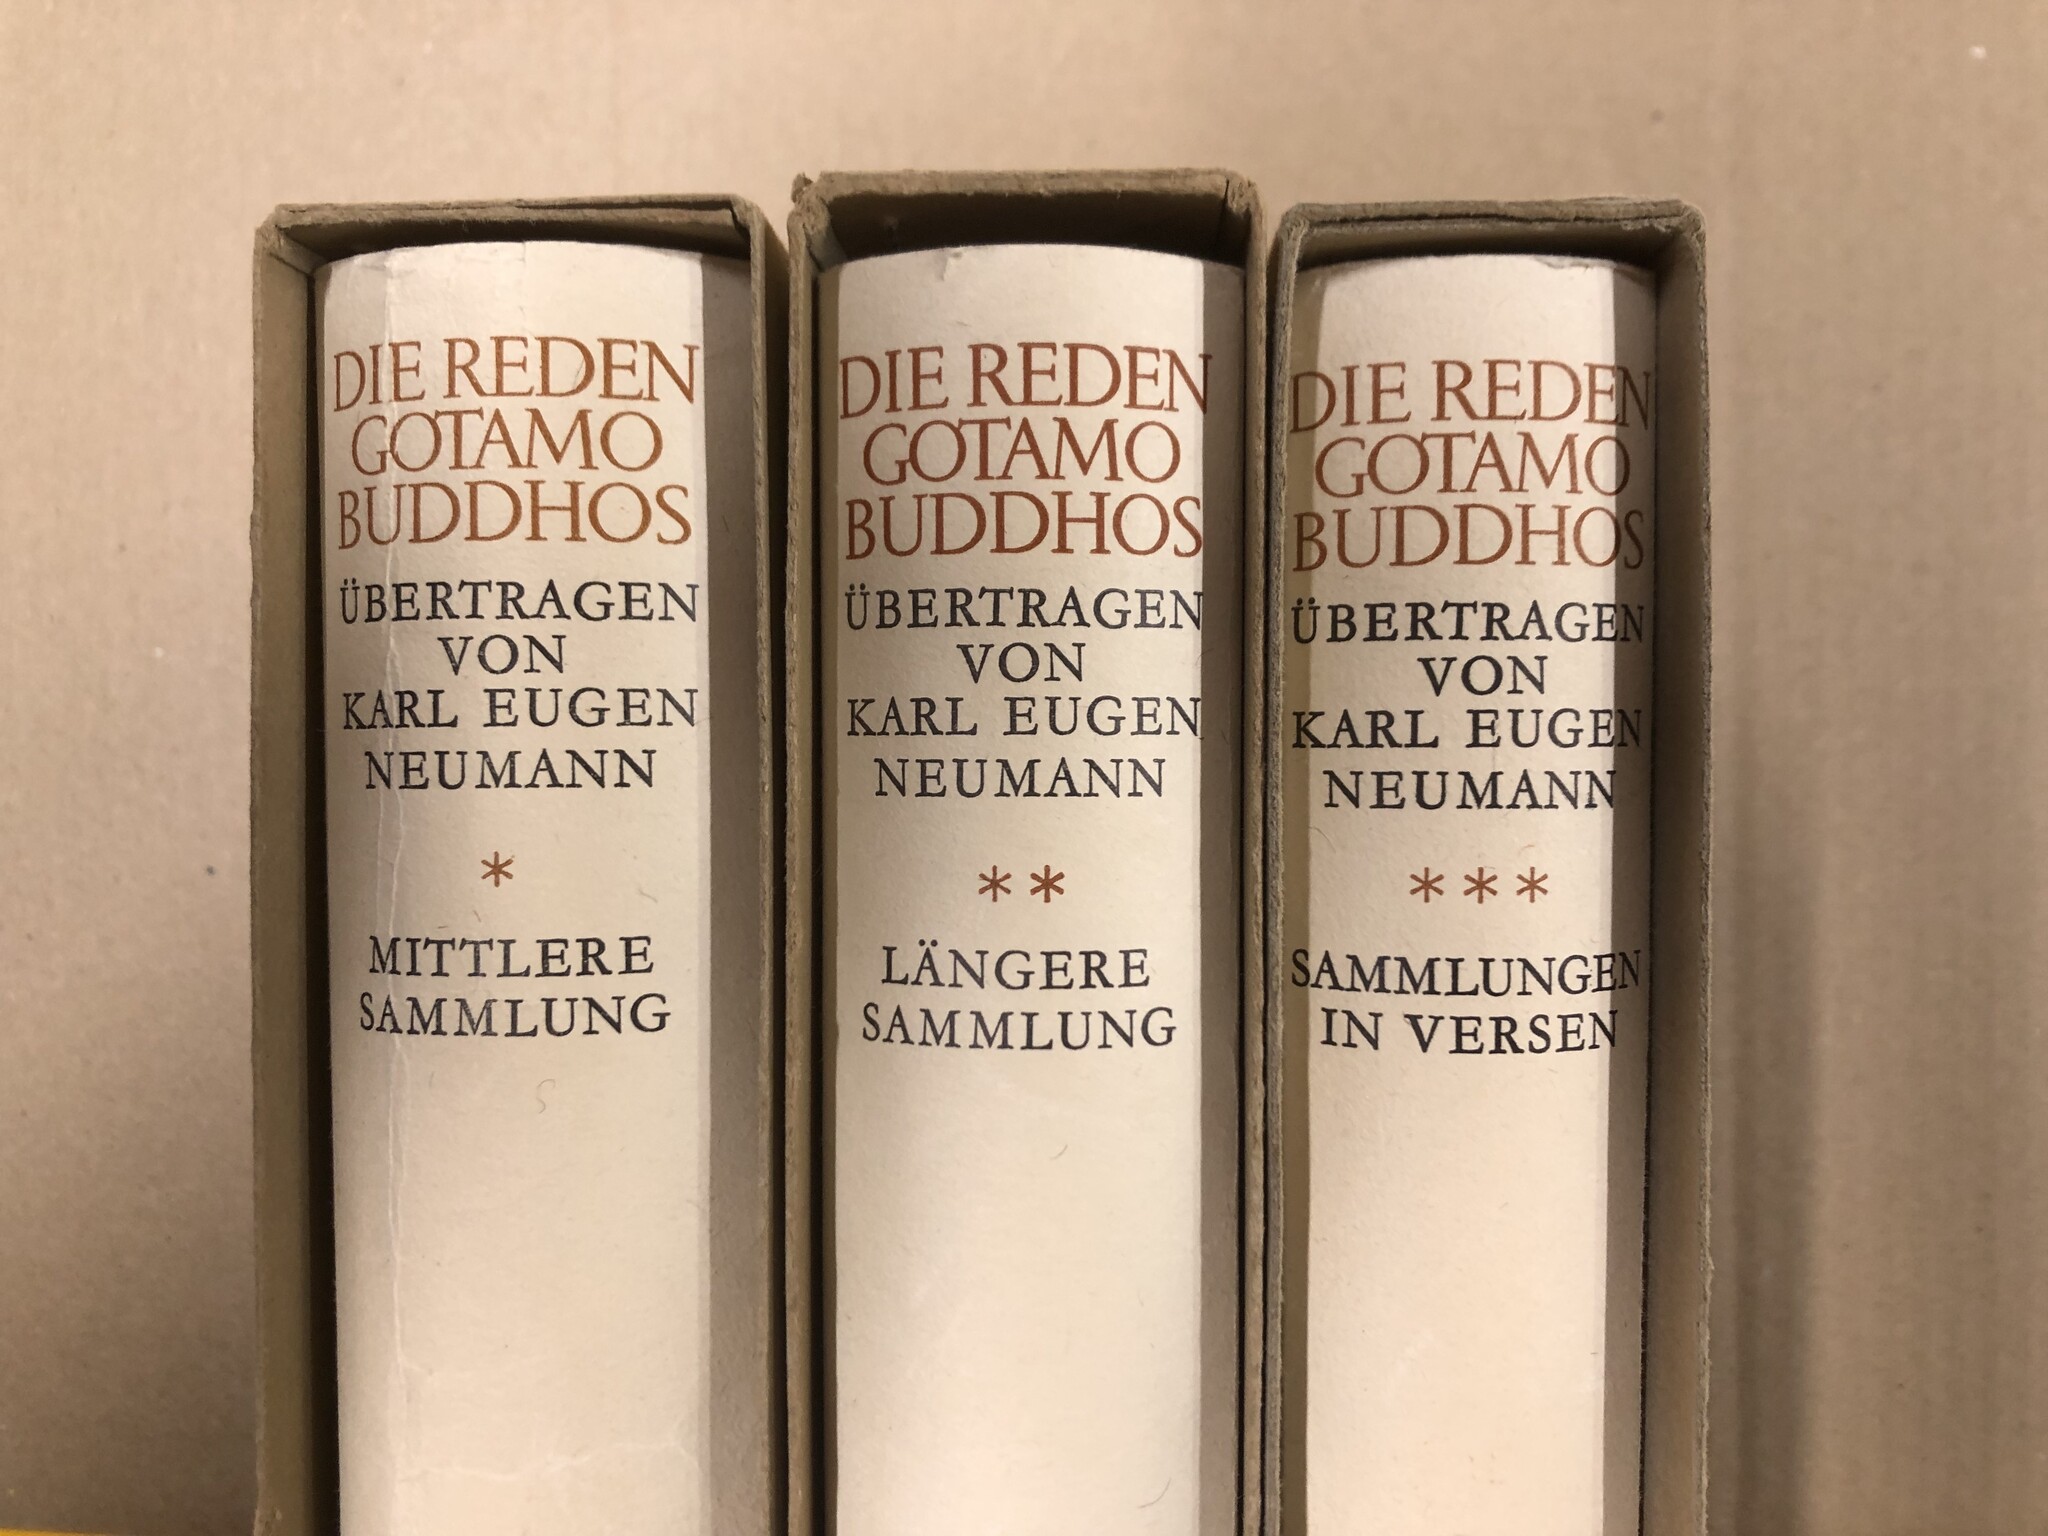 DIE REDEN
GOTAMO
BUDDHOS
ÜBERTRAGEN
VON
KARL EUGEN
NEUMANN
*
MITTLERE
SAMMLUNG
DIE REDEN
GOTAMO
BUDDHOS
ÜBERTRAGEN
VON
KARL EUGEN
NEUMANN
**
LÄNGERE
SAMMLUNG
DIE REDEN
GOTAMO
BUDDHOS
ÜBERTRAGEN
VON
KARL EUGEN
NEUMANN
***
SAMMLUNGEN
IN VERSEN